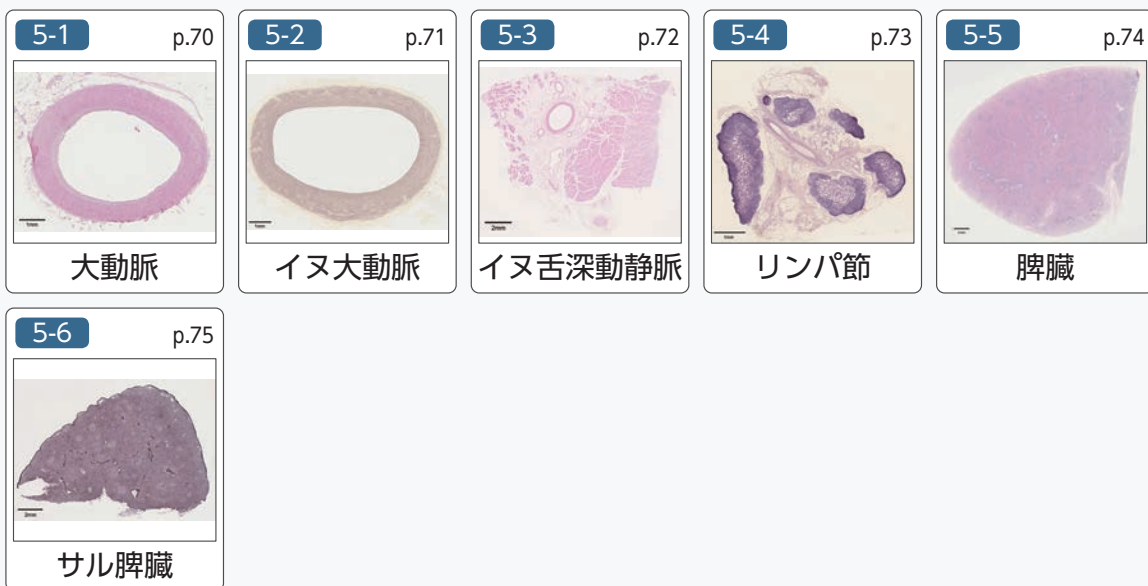 5-1 p.70
大動脈
5-2 p.71
イヌ大動脈
5-3 p.72
2mm
イヌ舌深動静脈
5-4 p.73
リンパ節
5-5 p.74
脾臓
5-6 p.75
2mm
サル脾臓